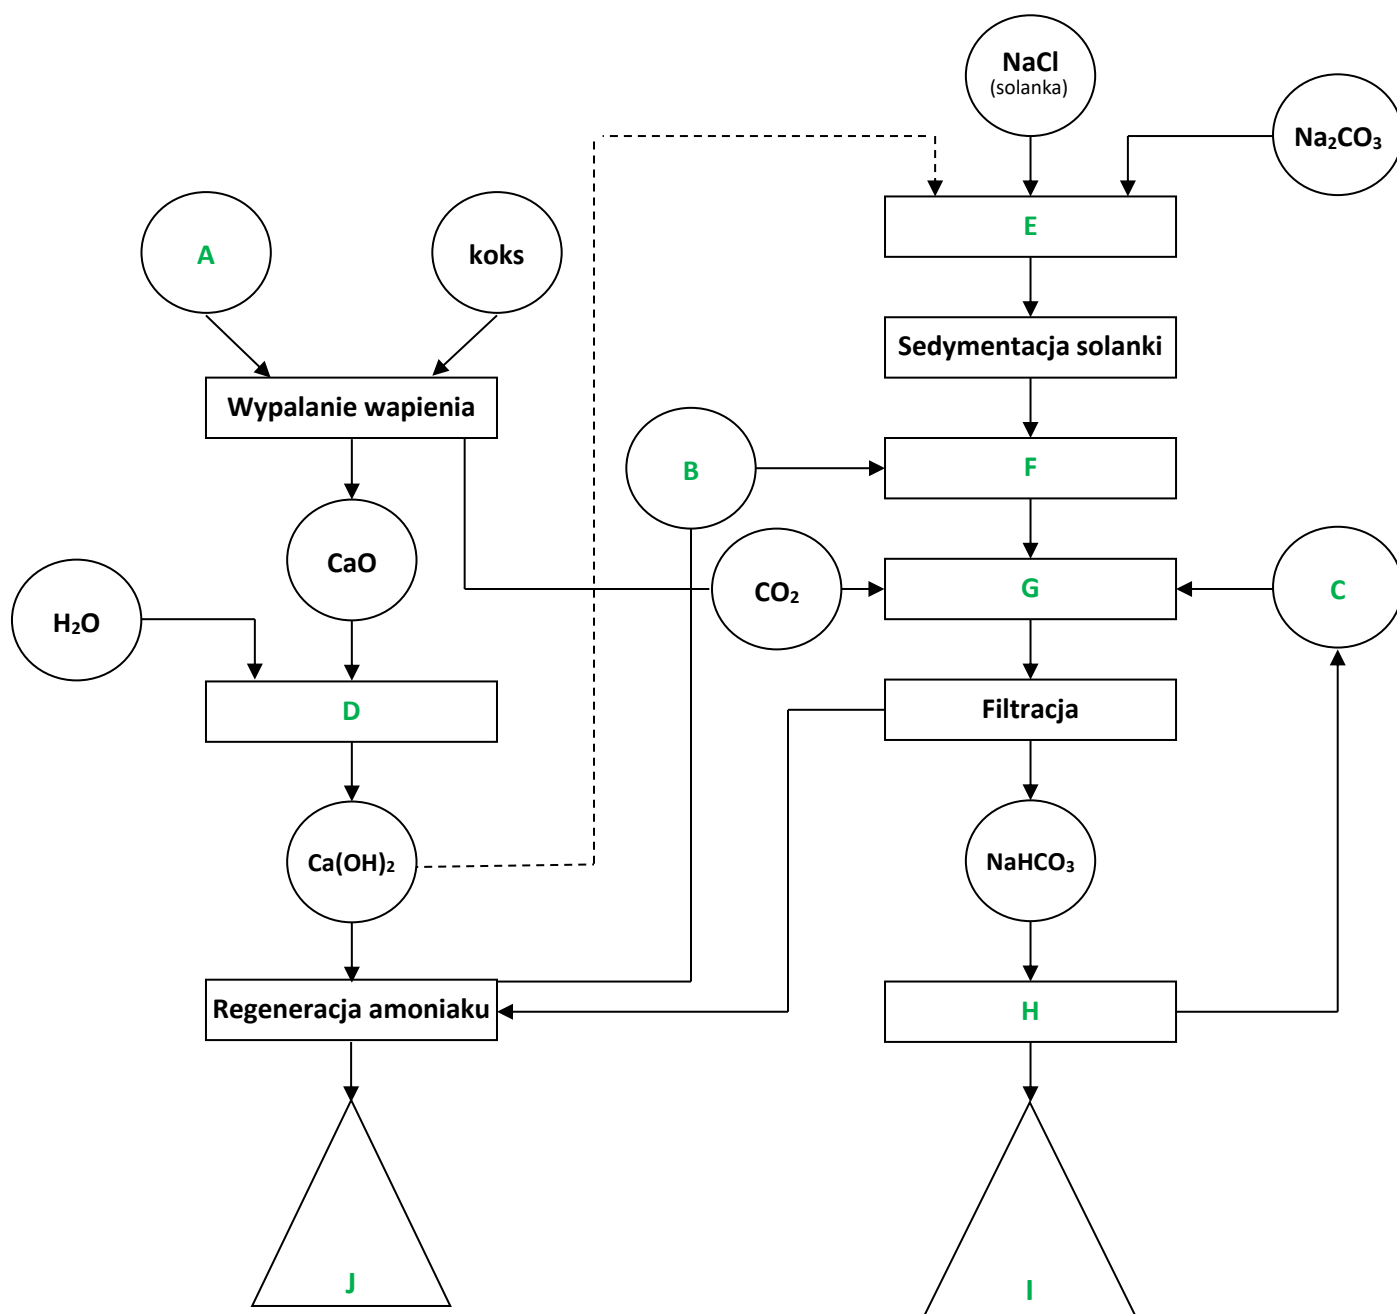 NaCl
(solanka)
Na₂CO₃
A
koks
E
Sedymentacja solanki
Wypalanie wapienia
B
F
CaO
CO₂
G
C
H₂O
D
Filtracja
Ca(OH)₂
NaHCO₃
Regeneracja amoniaku
H
J
I